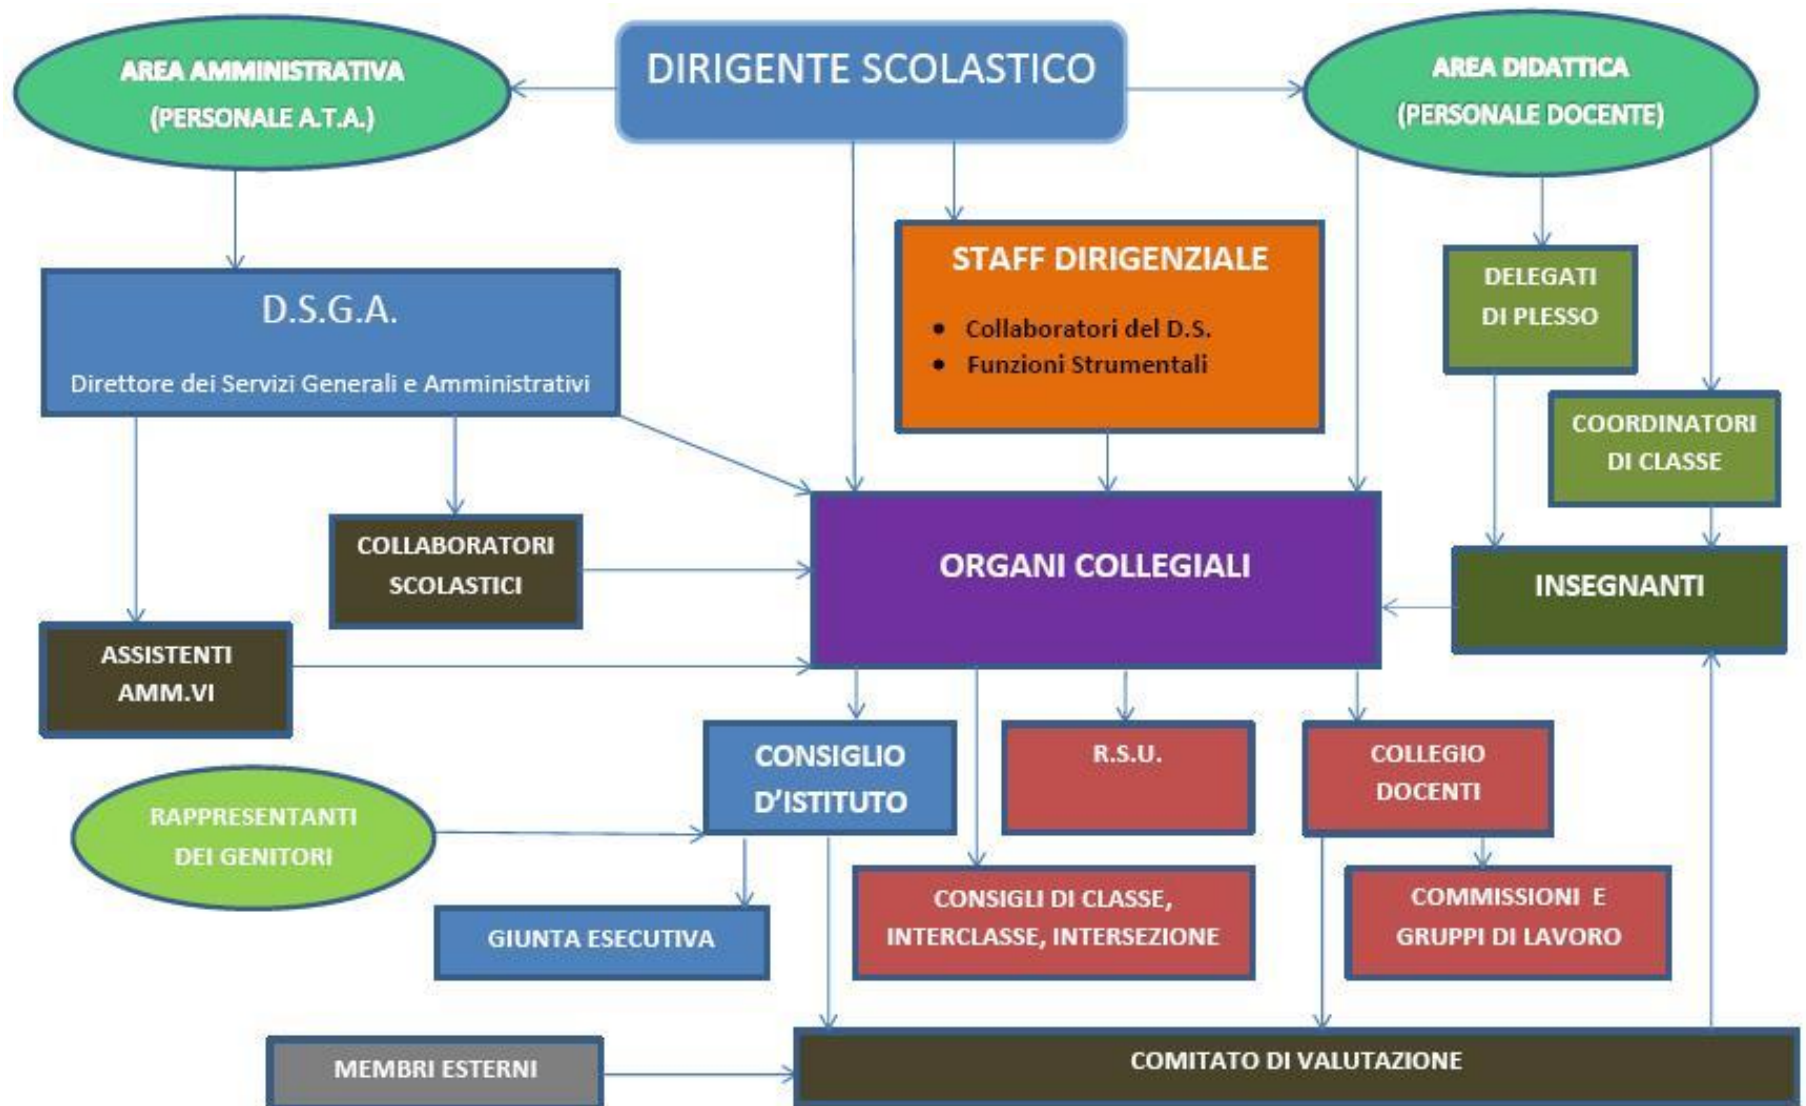 AREA AMMINISTRATIVA
(PERSONALE A.T.A.)
DIRIGENTE SCOLASTICO
AREA DIDATTICA
(PERSONALE DOCENTE)
STAFF DIRIGENZIALE
• Collaboratori del D.S.
• Funzioni Strumentali
DELEGATI
DI PLESSO
D.S.G.A.
Direttore dei Servizi Generali e Amministrativi
COORDINATORI
DI CLASSE
COLLABORATORI
SCOLASTICI
ORGANI COLLEGIALI
INSEGNANTI
ASSISTENTI
AMM.VI
CONSIGLIO
D’ISTITUTO
R.S.U.
COLLEGIO
DOCENTI
RAPPRESENTANTI
DEI GENITORI
GIUNTA ESECUTIVA
CONSIGLI DI CLASSE,
INTERCLASSE, INTERSEZIONE
COMMISSIONI E
GRUPPI DI LAVORO
MEMBRI ESTERNI
COMITATO DI VALUTAZIONE